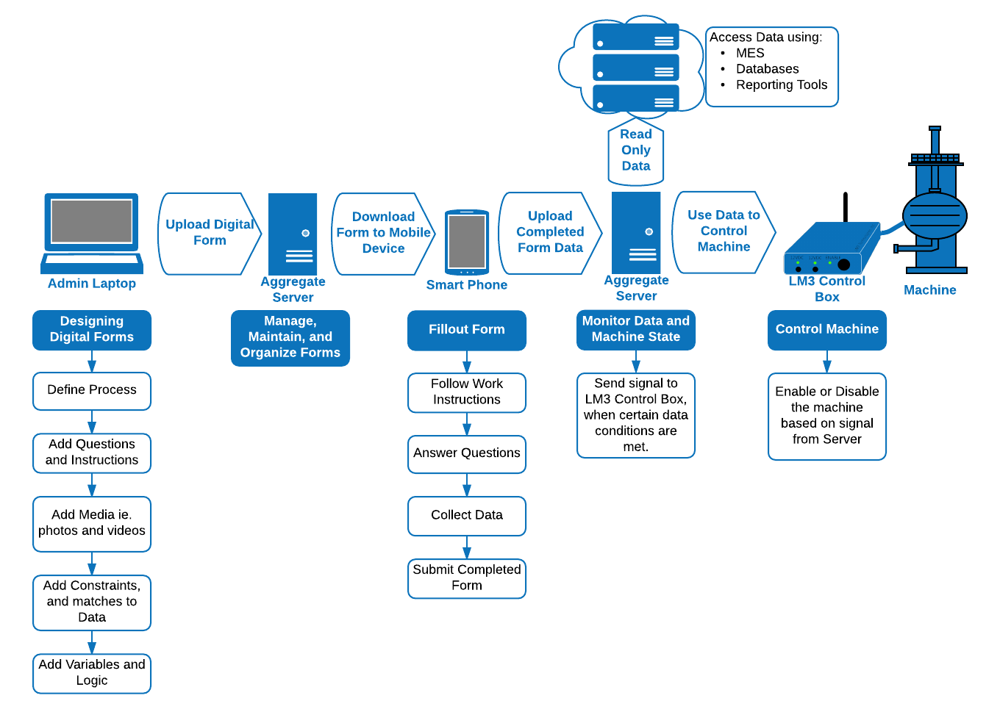 Access Data using:
• MES
• Databases
• Reporting Tools
Read
Only
Data
Upload Digital
Form
Download
Form to Mobile
Device
Upload
Completed
Form Data
Use Data to
Control
Machine
Admin Laptop
Aggregate
Server
Smart Phone
Aggregate
Server
LM3 Control
Box
Machine
Designing
Digital Forms
Define Process
Add Questions
and Instructions
Add Media ie.
photos and videos
Add Constraints,
and matches to
Data
Add Variables and
Logic
Manage,
Maintain, and
Organize Forms
Fillout Form
Follow Work
Instructions
Answer Questions
Collect Data
Submit Completed
Form
Monitor Data and
Machine State
Send signal to
LM3 Control Box,
when certain data
conditions are
met.
Control Machine
Enable or Disable
the machine
based on signal
from Server